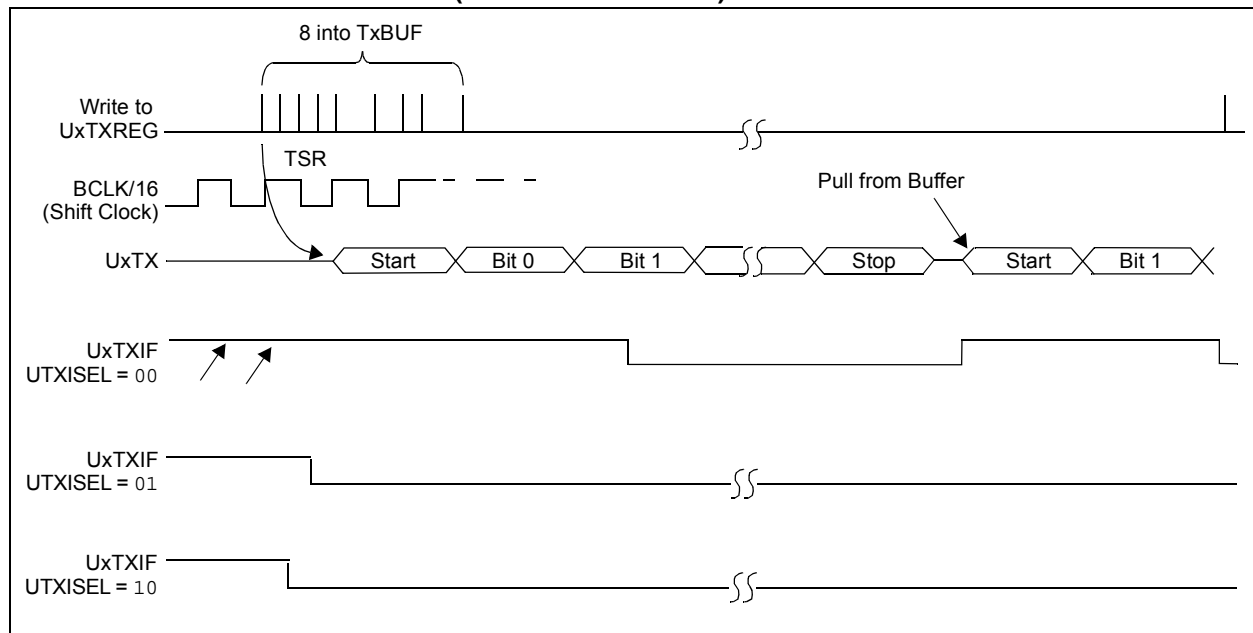 8 into TxBUF
Write to
UxTXREG
TSR
BCLK/16
(Shift Clock)
Pull from Buffer
UxTX
Start
Bit 0
Bit 1
Stop
Start
Bit 1
UxTXIF
UTXISEL = 00
UxTXIF
UTXISEL = 01
UxTXIF
UTXISEL = 10